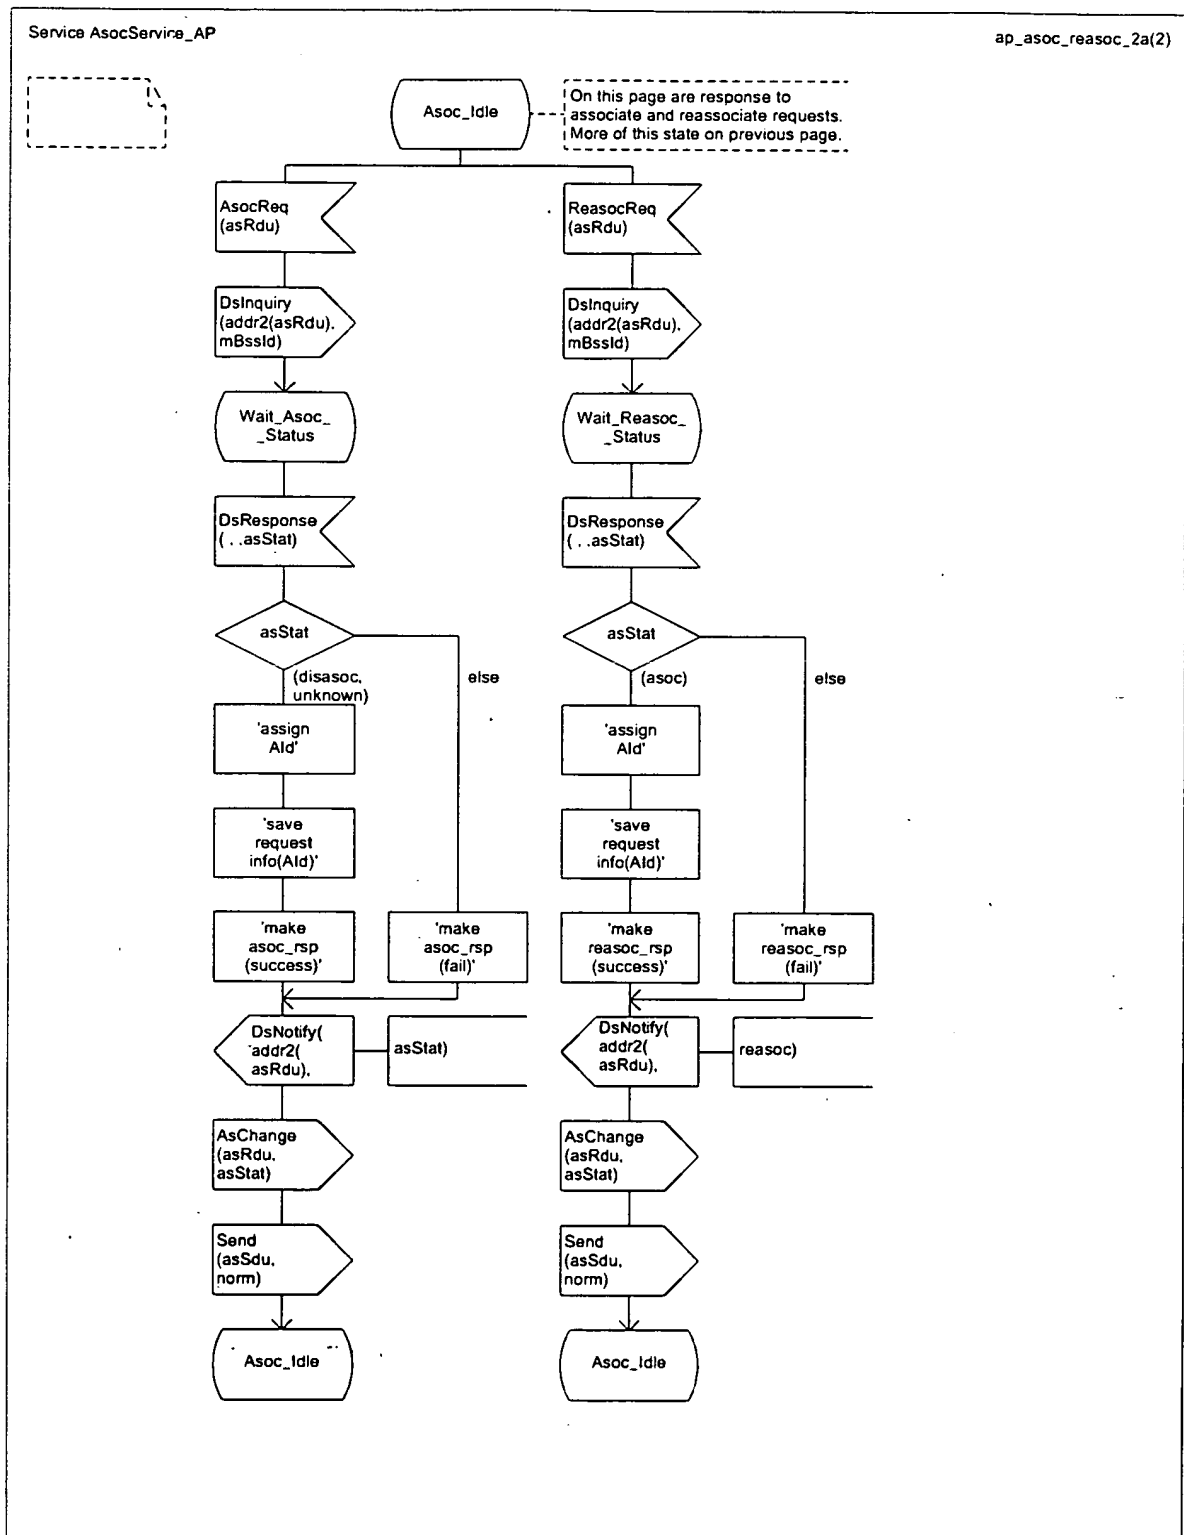 Service AsocService_AP
ap_asoc_reasoc_2a(2)
Asoc_Idle
On this page are response to
associate and reassociate requests.
More of this state on previous page.
AsocReq
(asRdu)
DsInquiry
(addr2(asRdu),
mBssId)
Wait_Asoc_
_Status
DsResponse
( , ,asStat)
asStat
(disasoc,
unknown)
else
'assign
AId'
'save
request
info(AId)'
'make
asoc_rsp
(success)'
'make
asoc_rsp
(fail)'
DsNotify(
addr2(
asRdu),
asStat)
AsChange
(asRdu,
asStat)
Send
(asSdu,
norm)
Asoc_Idle
ReasocReq
(asRdu)
DsInquiry
(addr2(asRdu),
mBssId)
Wait_Reasoc_
_Status
DsResponse
( , ,asStat)
asStat
(asoc)
else
'assign
AId'
'save
request
info(AId)'
'make
reasoc_rsp
(success)'
'make
reasoc_rsp
(fail)'
DsNotify(
addr2(
asRdu),
reasoc)
AsChange
(asRdu,
asStat)
Send
(asSdu,
norm)
Asoc_Idle